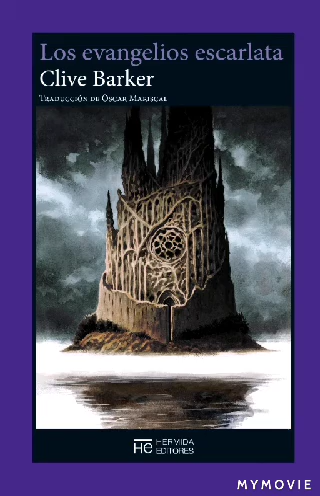 Los evangelios escarlata
Clive Barker
Traducción de Óscar Mariscal
He
HERMIDA
EDITORES
MYMOVIE